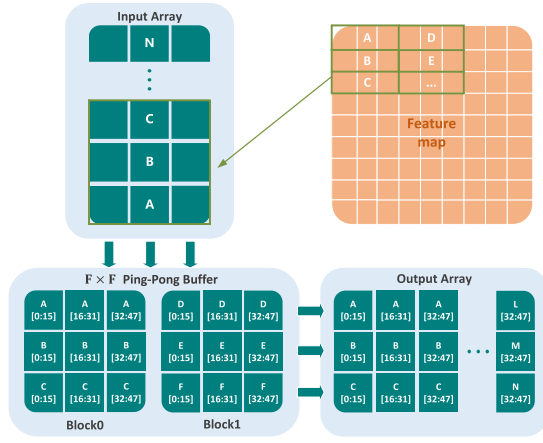 Input Array
N
C
B
A
A D
B E
C ...
Feature
map
F × F Ping-Pong Buffer
A A A D D D
[0:15] [16:31] [32:47] [0:15] [16:31] [32:47]
B B B E E E
[0:15] [16:31] [32:47] [0:15] [16:31] [32:47]
C C C F F F
[0:15] [16:31] [32:47] [0:15] [16:31] [32:47]
Block0 Block1
Output Array
A A A L
[0:15] [16:31] [32:47] [32:47]
B B B M
[0:15] [16:31] [32:47] [32:47]
C C C N
[0:15] [16:31] [32:47] [32:47]